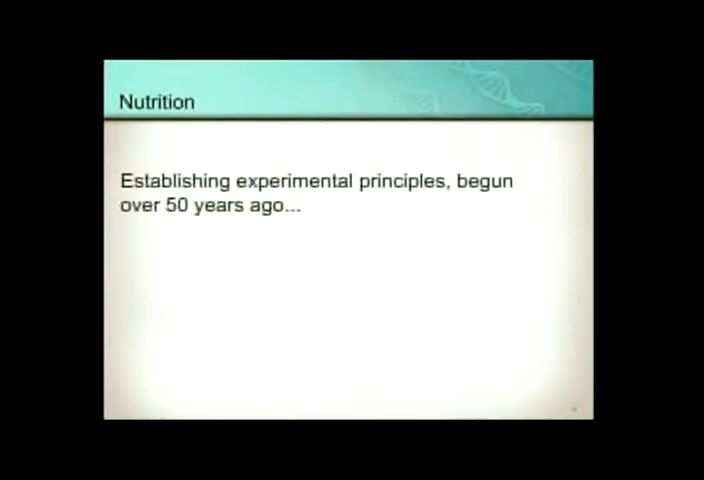 Nutrition
Establishing experimental principles, begun
over 50 years ago...